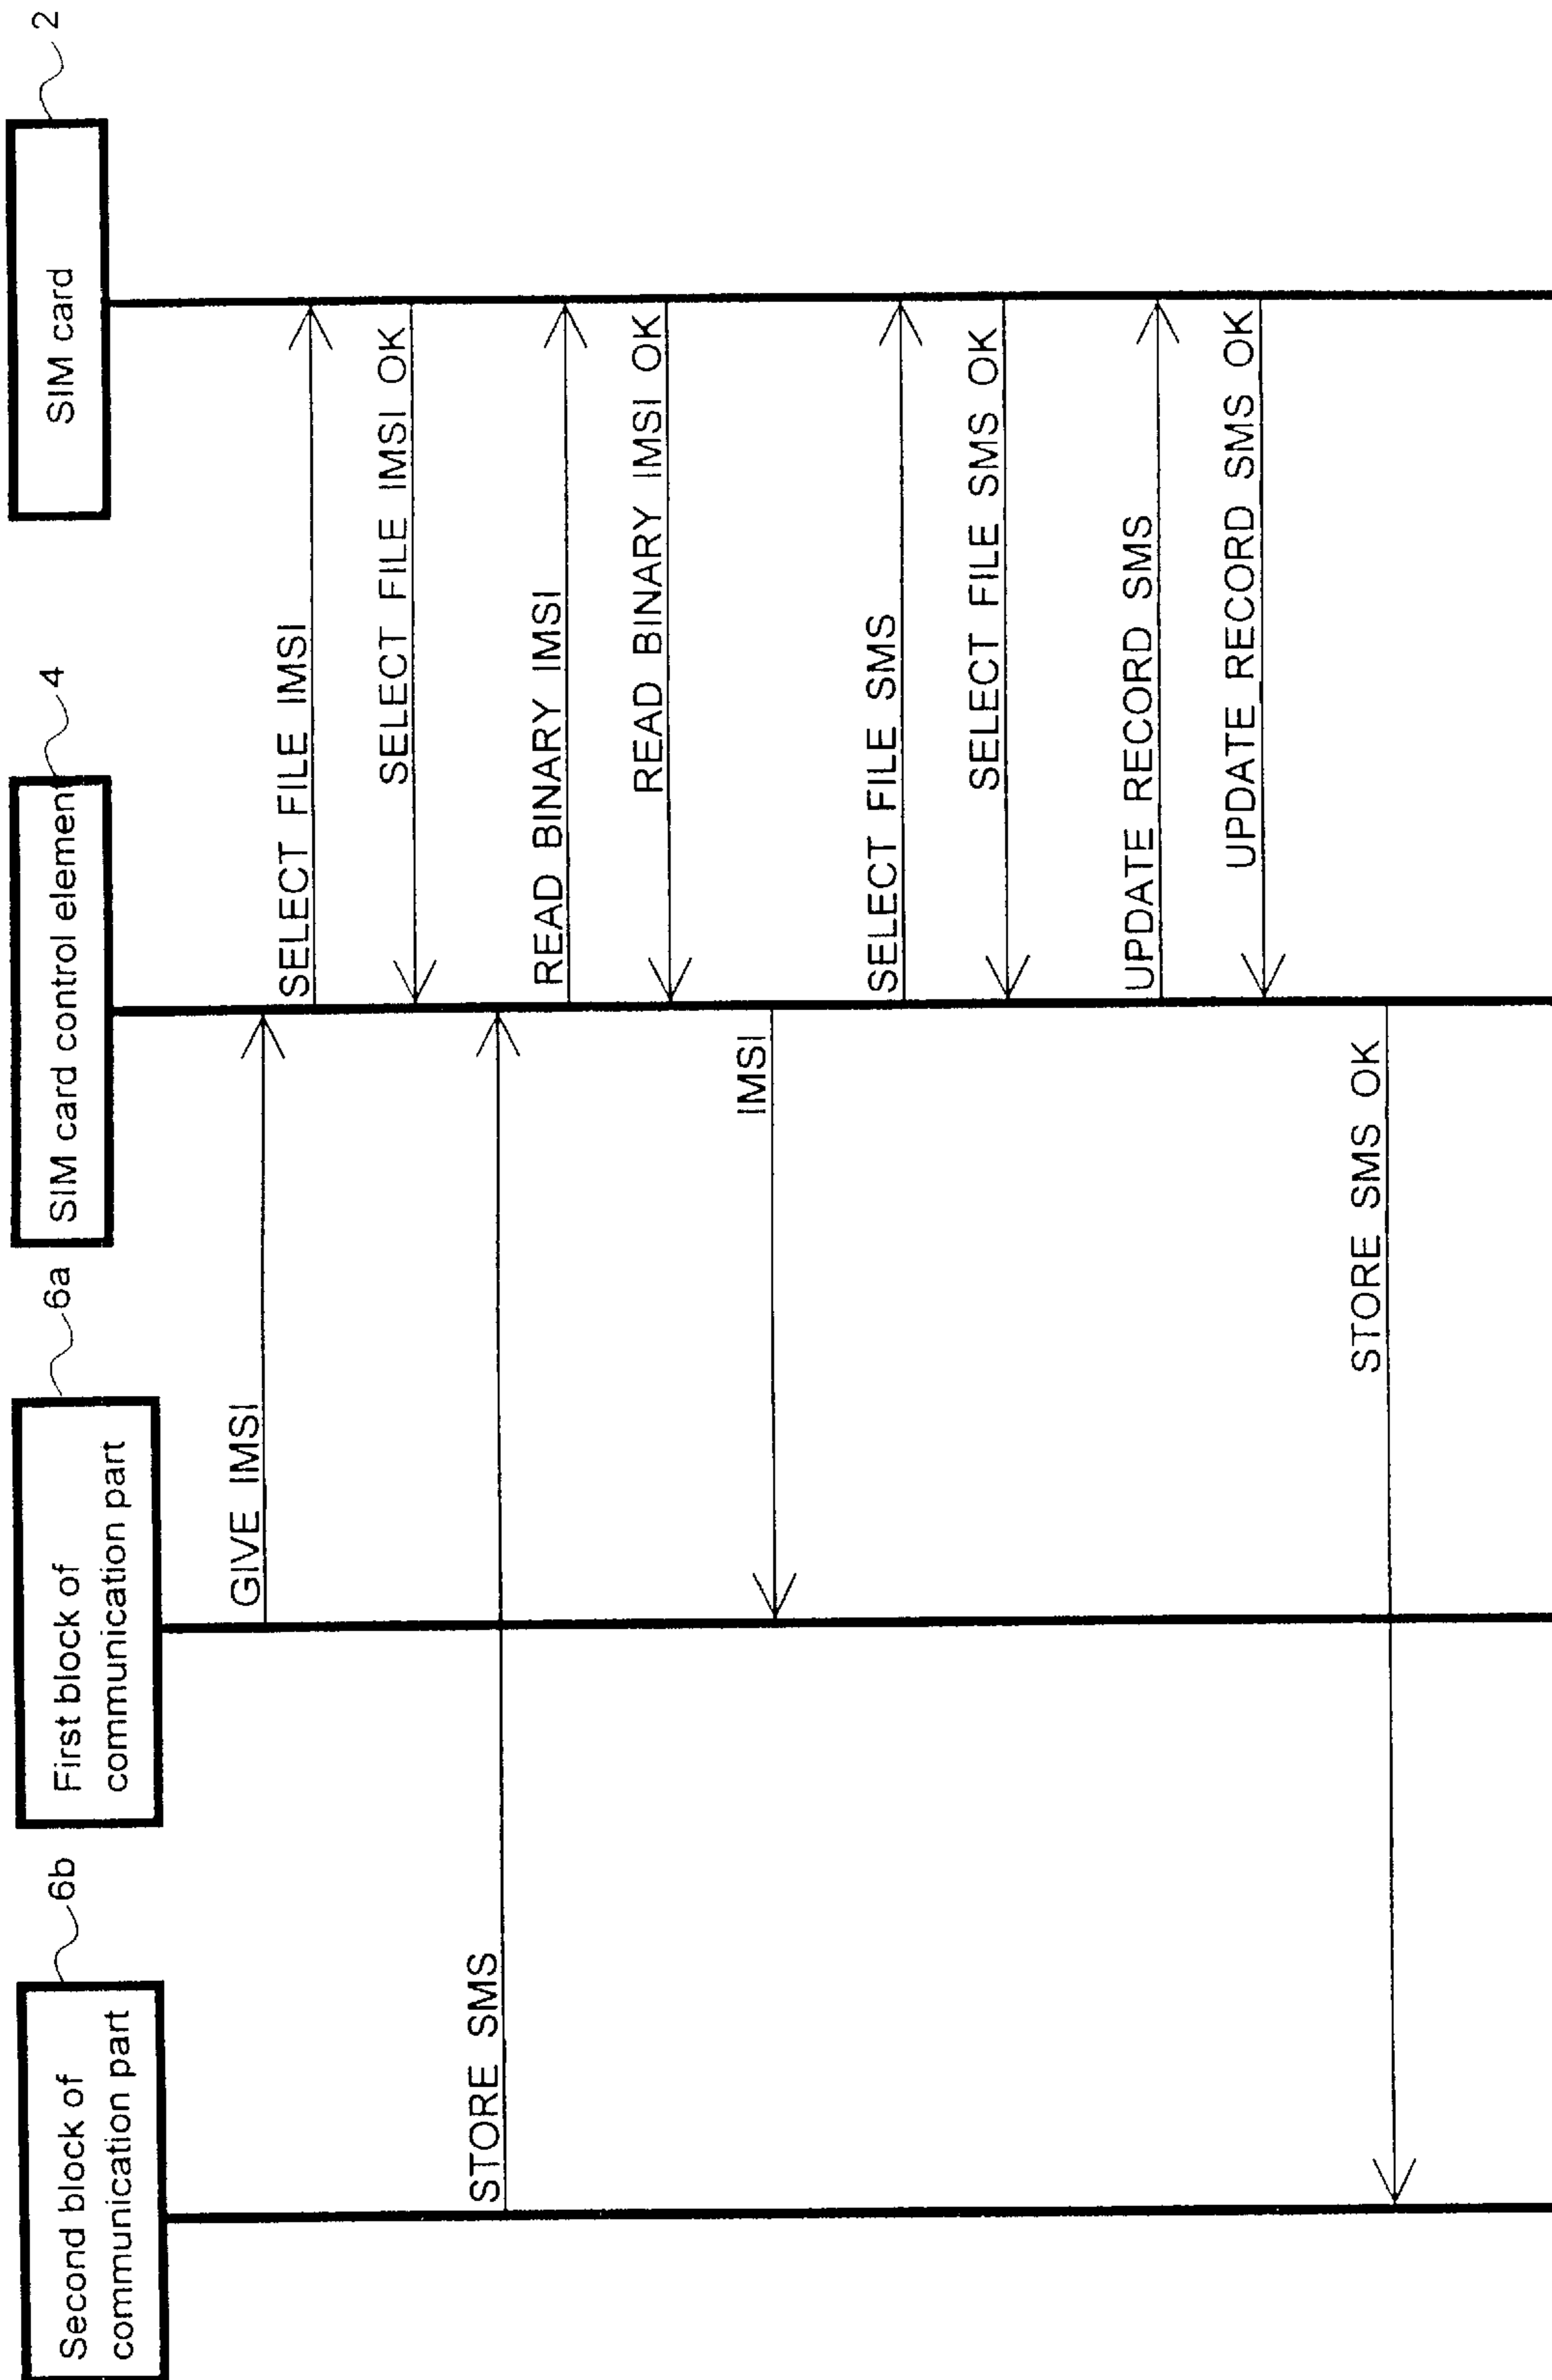 Second block of
communication part
6b
First block of
communication part
6a
SIM card control elemen
4
SIM card
2
GIVE IMSI
SELECT FILE IMSI
SELECT FILE IMSI OK
STORE SMS
READ BINARY IMSI
READ BINARY IMSI OK
IMSI
SELECT FILE SMS
SELECT FILE SMS OK
UPDATE RECORD SMS
UPDATE RECORD SMS OK
STORE SMS OK